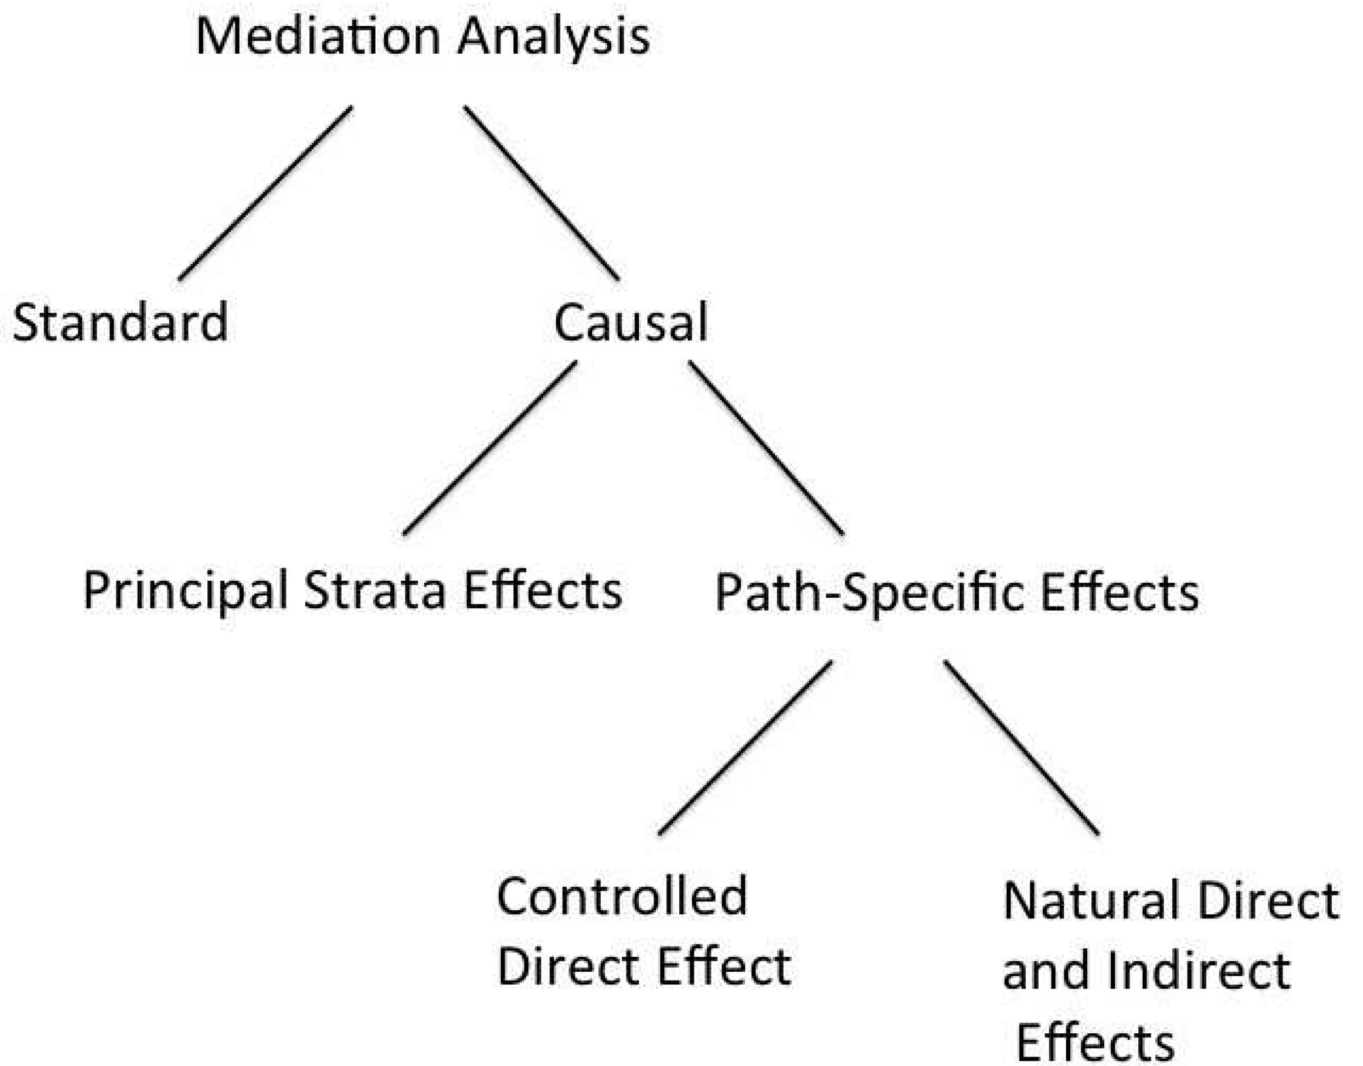 Mediation Analysis
Standard
Causal
Principal Strata Effects
Path-Specific Effects
Controlled
Direct Effect
Natural Direct
and Indirect
Effects